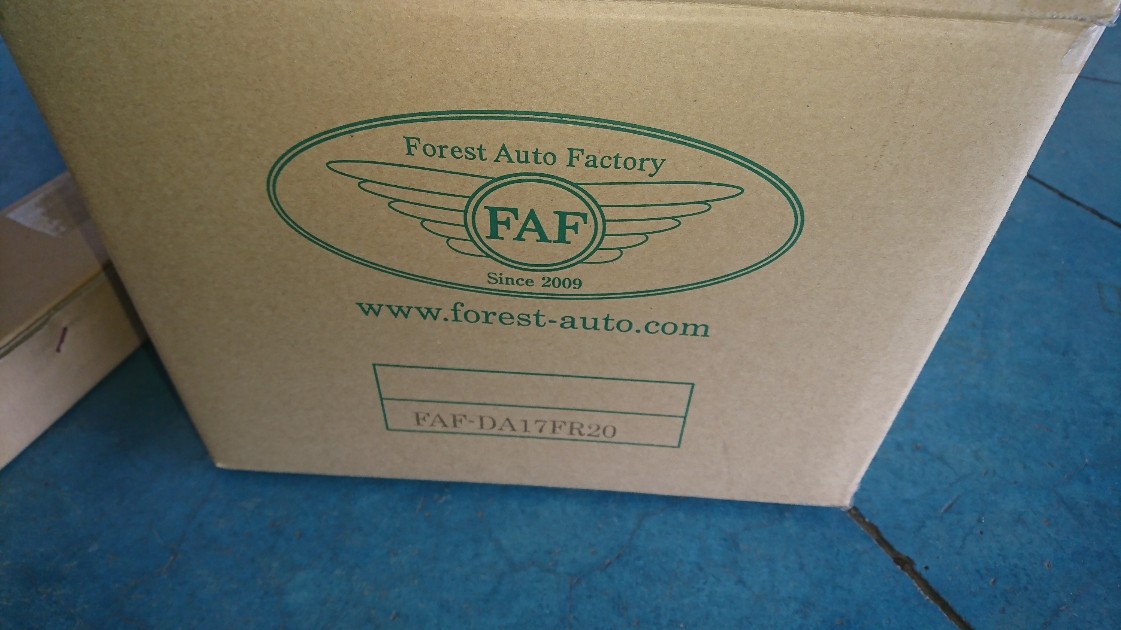 Forest Auto Factory
FAF
Since 2009
www.forest-auto.com
FAF-DA17FR20